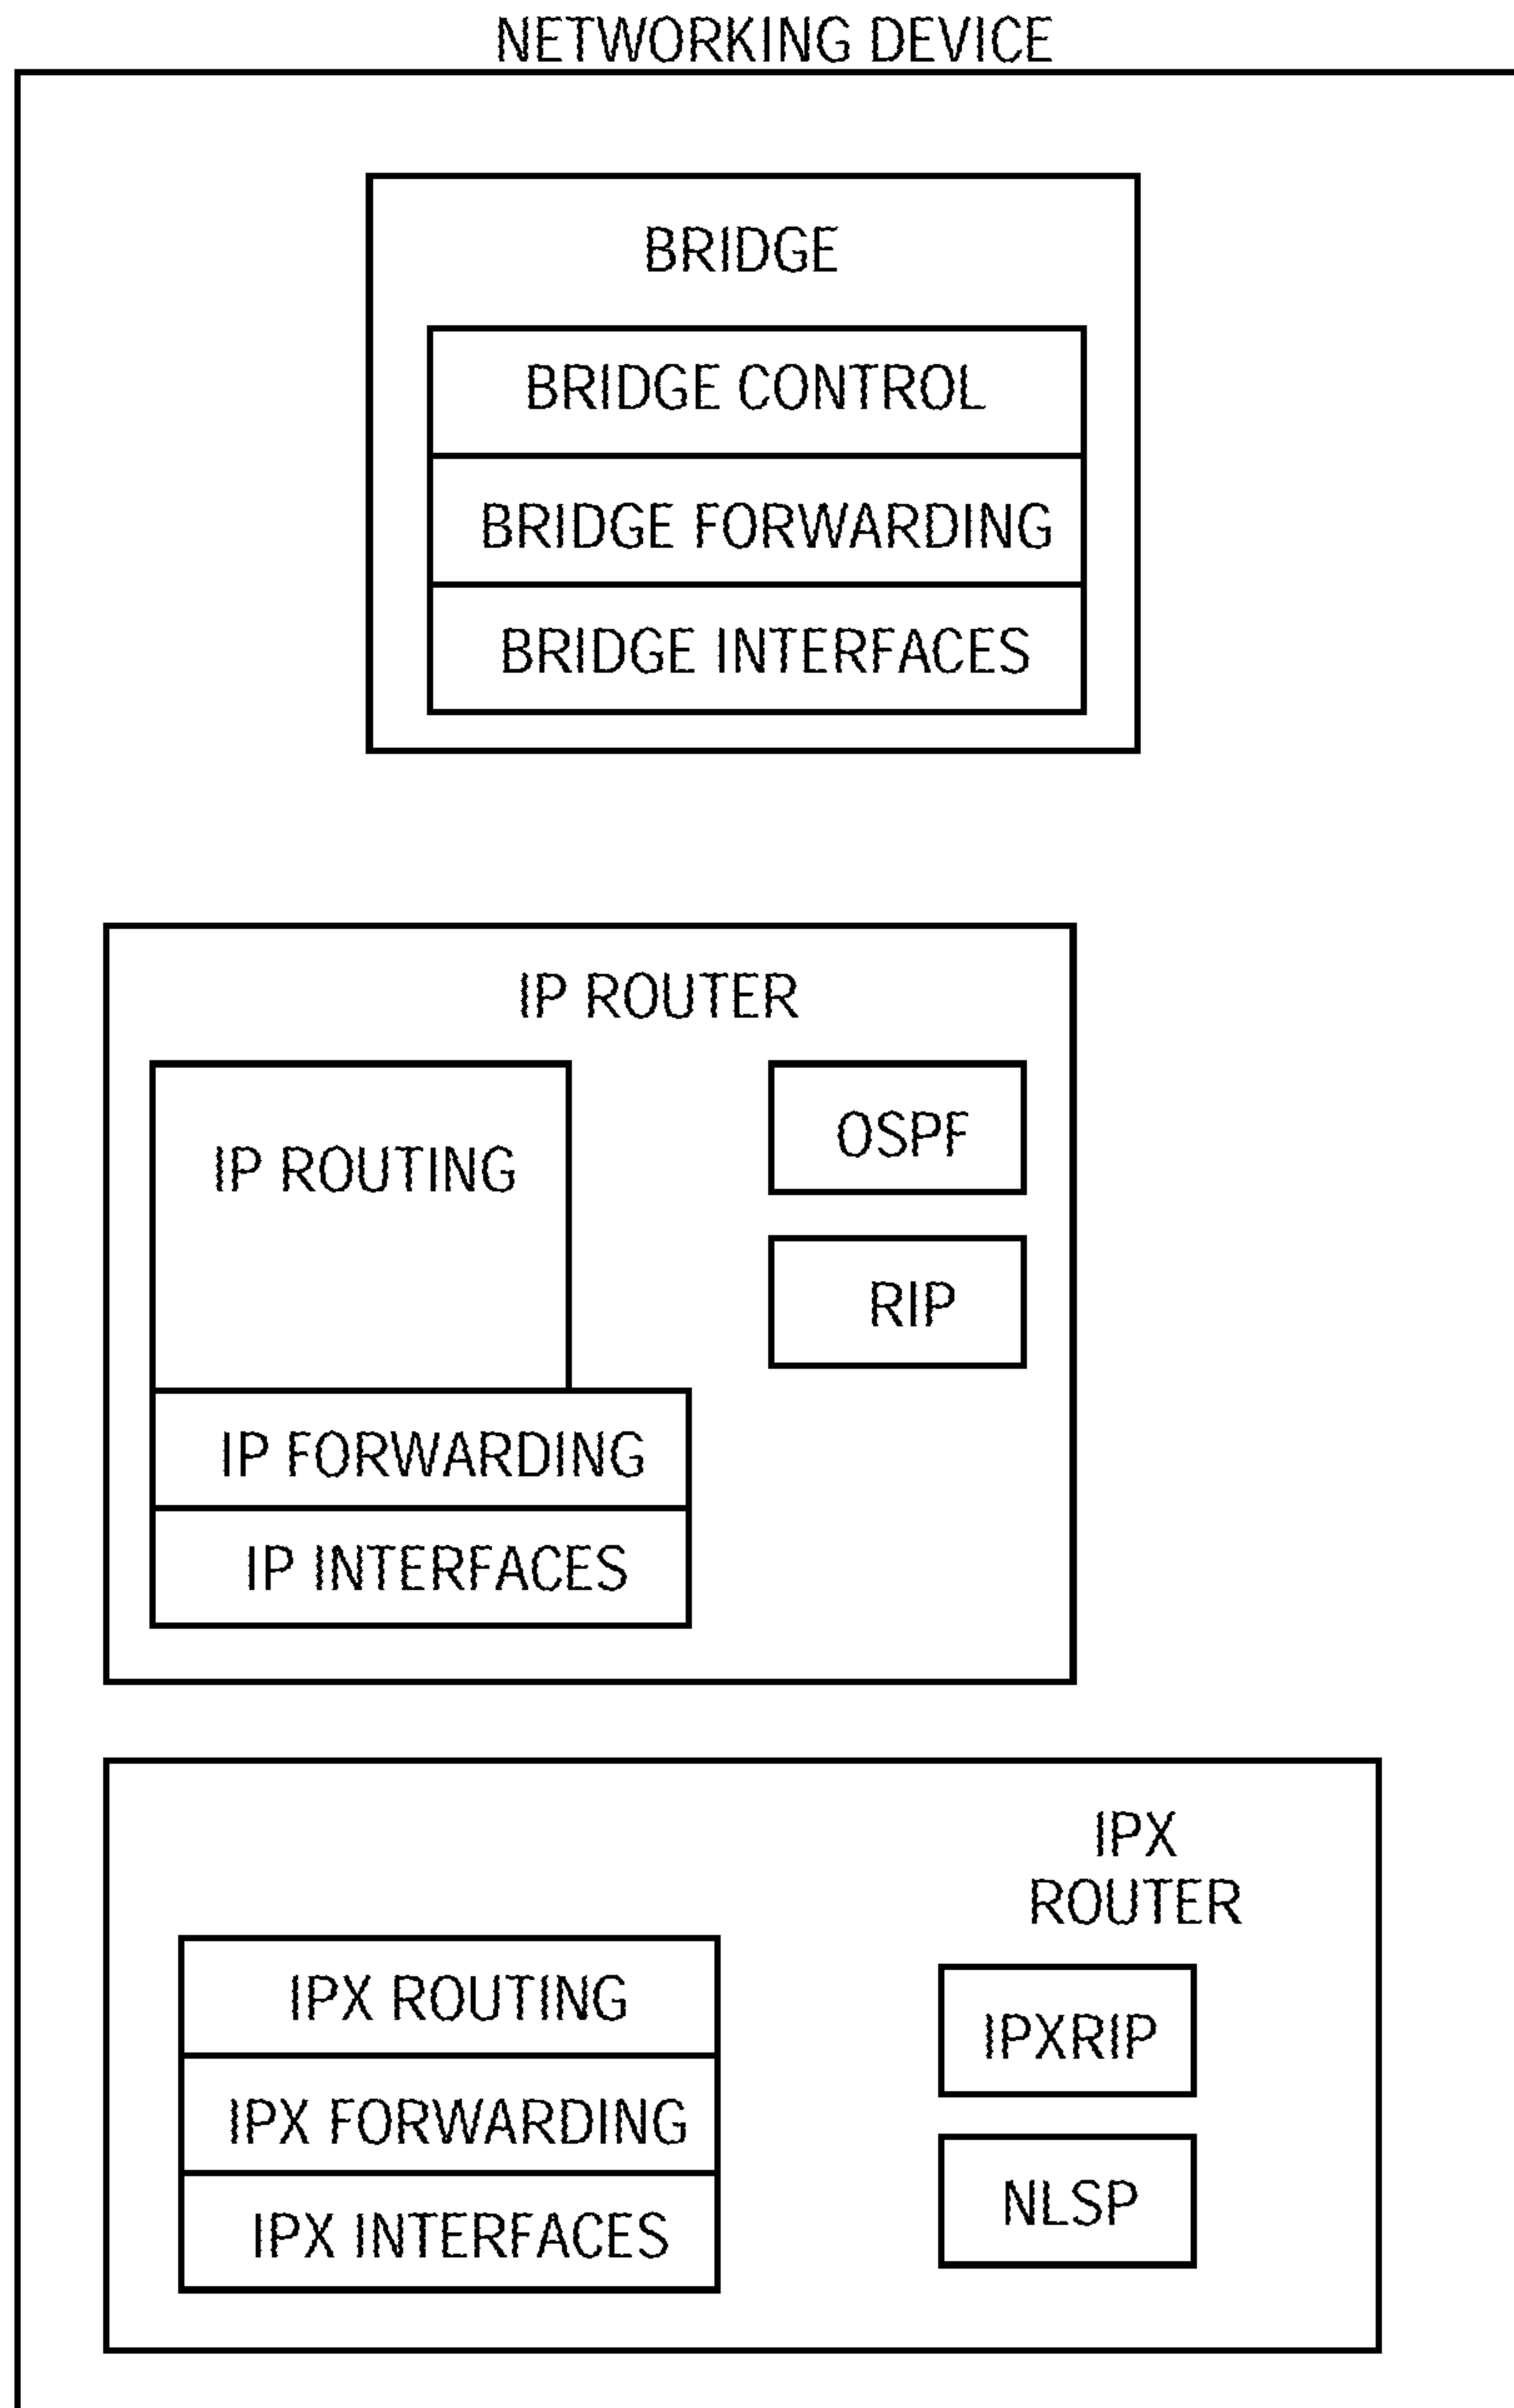 NETWORKING DEVICE
BRIDGE
BRIDGE CONTROL
BRIDGE FORWARDING
BRIDGE INTERFACES
IP ROUTER
IP ROUTING
OSPF
RIP
IP FORWARDING
IP INTERFACES
IPX
ROUTER
IPX ROUTING
IPX FORWARDING
IPX INTERFACES
IPXRIP
NLSP